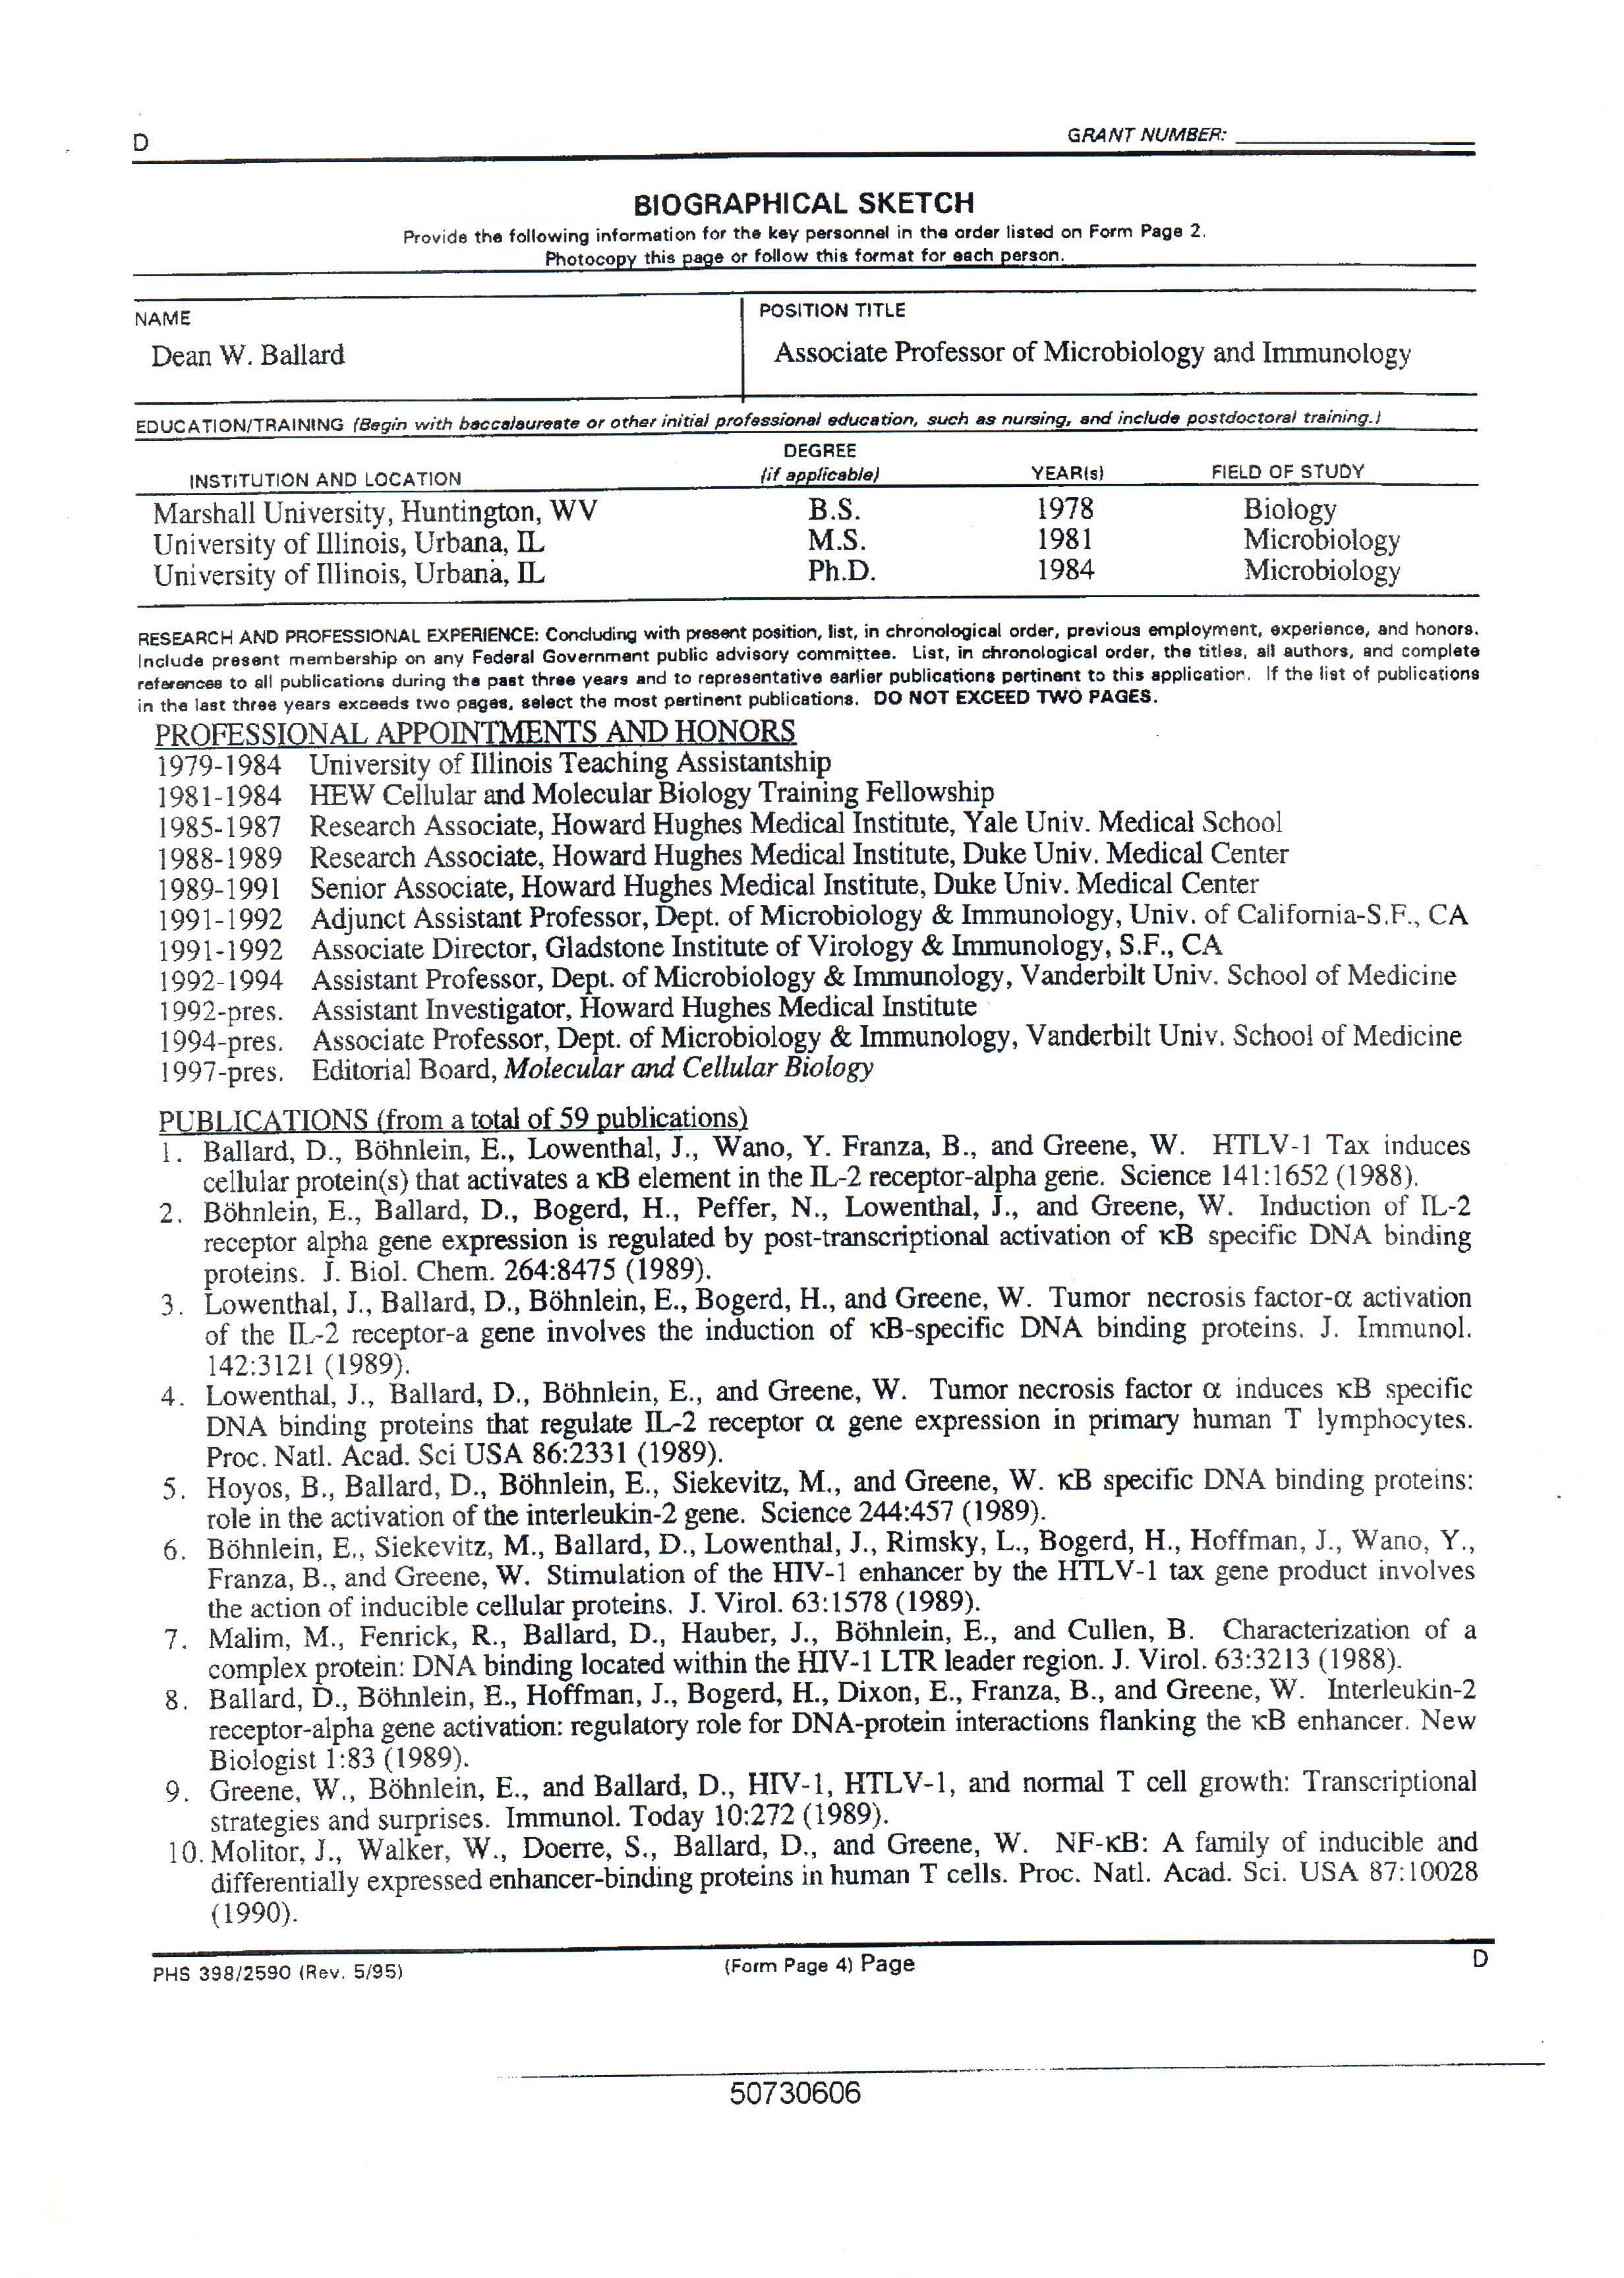 D
GRANT NUMBER:
BIOGRAPHICAL SKETCH
Provide the following information for the key personnel in the order listed on Form Page 2.
Photocopy this page or follow this format for each person.
NAME
POSITION TITLE
Dean W. Ballard
Associate Professor of Microbiology and Immunology
EDUCATION/TRAINING (Begin with baccalaureate or other initial professional education, such as nursing, and include postdoctoral training.)
INSTITUTION AND LOCATION DEGREE (if applicable) YEAR(s) FIELD OF STUDY
Marshall University, Huntington, WV B.S. 1978 Biology
University of Illinois, Urbana, IL M.S. 1981 Microbiology
University of Illinois, Urbana, IL Ph.D. 1984 Microbiology
RESEARCH AND PROFESSIONAL EXPERIENCE: Concluding with present position, list, in chronological order, previous employment, experience, and honors.
Include present membership on any Federal Government public advisory committee. List, in chronological order, the titles, all authors, and complete
references to all publications during the past three years and to representative earlier publications pertinent to this application. If the list of publications
in the last three years exceeds two pages, select the most pertinent publications. DO NOT EXCEED TWO PAGES.
PROFESSIONAL APPOINTMENTS AND HONORS
1979-1984 University of Illinois Teaching Assistantship
1981-1984 HEW Cellular and Molecular Biology Training Fellowship
1985-1987 Research Associate, Howard Hughes Medical Institute, Yale Univ. Medical School
1988-1989 Research Associate, Howard Hughes Medical Institute, Duke Univ. Medical Center
1989-1991 Senior Associate, Howard Hughes Medical Institute, Duke Univ. Medical Center
1991-1992 Adjunct Assistant Professor, Dept. of Microbiology & Immunology, Univ. of California-S.F., CA
1991-1992 Associate Director, Gladstone Institute of Virology & Immunology, S.F., CA
1992-1994 Assistant Professor, Dept. of Microbiology & Immunology, Vanderbilt Univ. School of Medicine
1992-pres. Assistant Investigator, Howard Hughes Medical Institute
1994-pres. Associate Professor, Dept. of Microbiology & Immunology, Vanderbilt Univ. School of Medicine
1997-pres. Editorial Board, Molecular and Cellular Biology
PUBLICATIONS (from a total of 59 publications)
1. Ballard, D., Böhnlein, E., Lowenthal, J., Wano, Y. Franza, B., and Greene, W. HTLV-1 Tax induces
cellular protein(s) that activates a κB element in the IL-2 receptor-alpha gene. Science 141:1652 (1988).
2. Böhnlein, E., Ballard, D., Bogerd, H., Peffer, N., Lowenthal, J., and Greene, W. Induction of IL-2
receptor alpha gene expression is regulated by post-transcriptional activation of κB specific DNA binding
proteins. J. Biol. Chem. 264:8475 (1989).
3. Lowenthal, J., Ballard, D., Böhnlein, E., Bogerd, H., and Greene, W. Tumor necrosis factor-α activation
of the IL-2 receptor-a gene involves the induction of κB-specific DNA binding proteins. J. Immunol.
142:3121 (1989).
4. Lowenthal, J., Ballard, D., Böhnlein, E., and Greene, W. Tumor necrosis factor α induces κB specific
DNA binding proteins that regulate IL-2 receptor α gene expression in primary human T lymphocytes.
Proc. Natl. Acad. Sci USA 86:2331 (1989).
5. Hoyos, B., Ballard, D., Böhnlein, E., Siekevitz, M., and Greene, W. κB specific DNA binding proteins:
role in the activation of the interleukin-2 gene. Science 244:457 (1989).
6. Böhnlein, E., Siekevitz, M., Ballard, D., Lowenthal, J., Rimsky, L., Bogerd, H., Hoffman, J., Wano, Y.,
Franza, B., and Greene, W. Stimulation of the HIV-1 enhancer by the HTLV-1 tax gene product involves
the action of inducible cellular proteins. J. Virol. 63:1578 (1989).
7. Malim, M., Fenrick, R., Ballard, D., Hauber, J., Böhnlein, E., and Cullen, B. Characterization of a
complex protein: DNA binding located within the HIV-1 LTR leader region. J. Virol. 63:3213 (1988).
8. Ballard, D., Böhnlein, E., Hoffman, J., Bogerd, H., Dixon, E., Franza, B., and Greene, W. Interleukin-2
receptor-alpha gene activation: regulatory role for DNA-protein interactions flanking the κB enhancer. New
Biologist 1:83 (1989).
9. Greene, W., Böhnlein, E., and Ballard, D., HIV-1, HTLV-1, and normal T cell growth: Transcriptional
strategies and surprises. Immunol. Today 10:272 (1989).
10. Molitor, J., Walker, W., Doerre, S., Ballard, D., and Greene, W. NF-κB: A family of inducible and
differentially expressed enhancer-binding proteins in human T cells. Proc. Natl. Acad. Sci. USA 87:10028
(1990).
PHS 398/2590 (Rev. 5/95) (Form Page 4) Page D
50730606